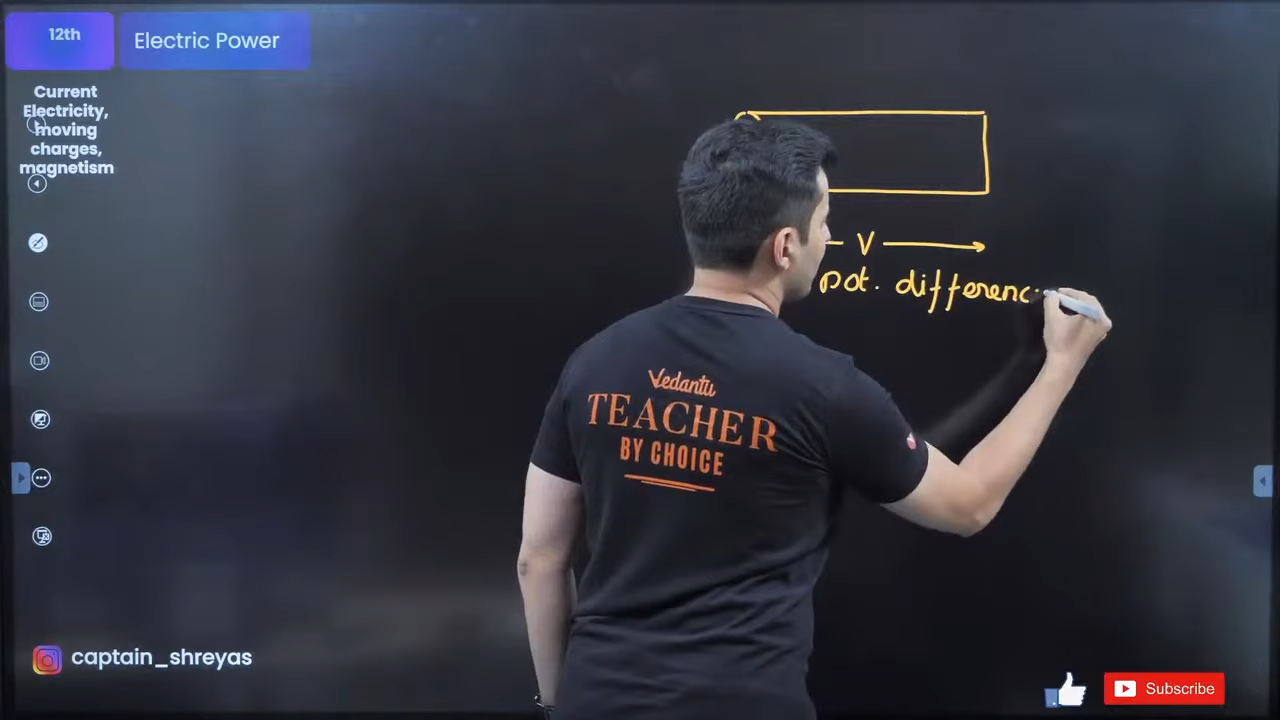 12th
Electric Power
Current
Electricity,
moving
charges,
magnetism
V
pot. differenc
Vedantu
TEACHER
BY CHOICE
captain_shreyas
Subscribe